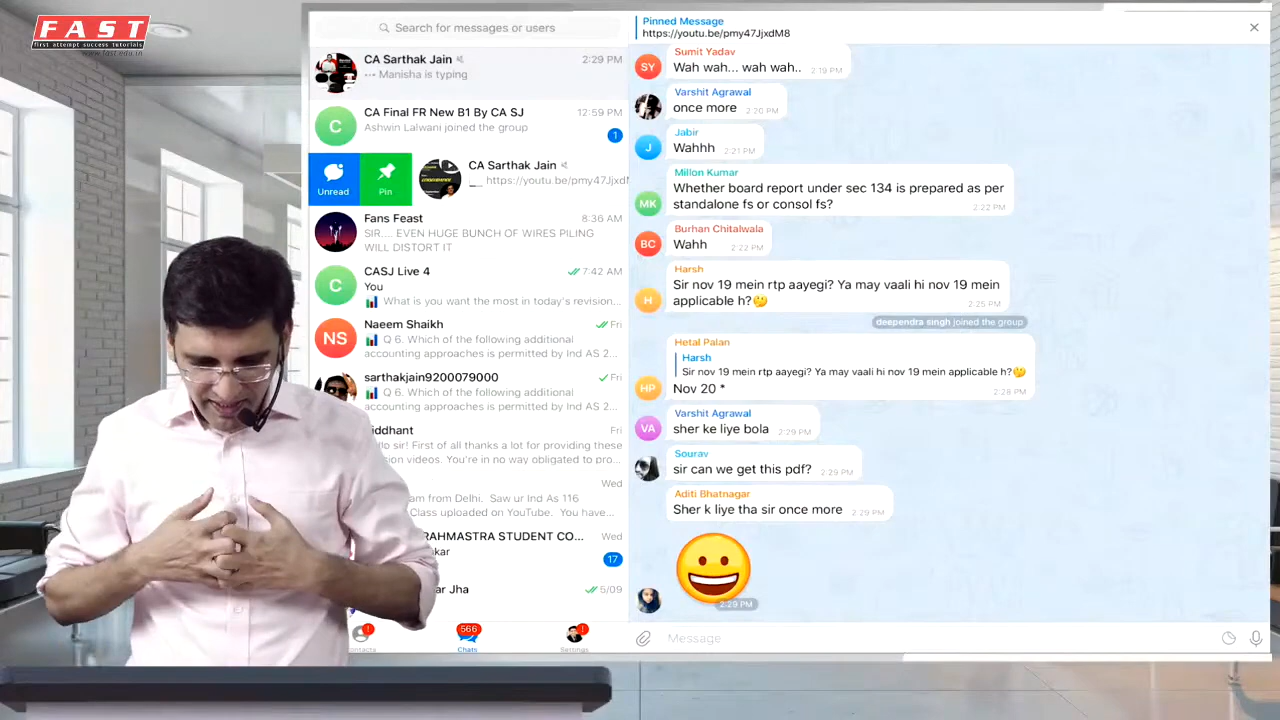 FAST
first attempt success tutorials
www.fast.edu.in
Search for messages or users
CA Sarthak Jain
2:29 PM
Manisha is typing
C
CA Final FR New B1 By CA SJ
12:59 PM
Ashwin Lalwani joined the group
1
Unread
Pin
CA Sarthak Jain
https://youtu.be/pmy47Jjxd
Fans Feast
8:36 AM
SIR.... EVEN HUGE BUNCH OF WIRES PILING
WILL DISTORT IT
C
CASJ Live 4
7:42 AM
You
What is you want the most in today's revision...
NS
Naeem Shaikh
Fri
Q 6. Which of the following additional
accounting approaches is permitted by Ind AS 2...
sarthakjain9200079000
Fri
Q 6. Which of the following additional
accounting approaches is permitted by Ind AS 2...
iddhant
Fri
llo sir! First of all thanks a lot for providing these
sion videos. You're in no way obligated to pro...
Wed
am from Delhi. Saw ur Ind As 116
Class uploaded on YouTube. You have...
RAHMASTRA STUDENT CO...
Wed
kar
17
ar Jha
5/09
!
566
!
ontacts
Chats
Settings
Pinned Message
https://youtu.be/pmy47JjxdM8
SY
Sumit Yadav
Wah wah... wah wah..
2:19 PM
Varshit Agrawal
once more
2:20 PM
J
Jabir
Wahhh
2:21 PM
MK
Millon Kumar
Whether board report under sec 134 is prepared as per
standalone fs or consol fs?
2:22 PM
BC
Burhan Chitalwala
Wahh
2:22 PM
H
Harsh
Sir nov 19 mein rtp aayegi? Ya may vaali hi nov 19 mein
applicable h?🤔
2:25 PM
deependra singh joined the group
HP
Hetal Palan
Harsh
Sir nov 19 mein rtp aayegi? Ya may vaali hi nov 19 mein applicable h?🤔
Nov 20 *
2:28 PM
VA
Varshit Agrawal
sher ke liye bola
2:29 PM
Sourav
sir can we get this pdf?
2:29 PM
Aditi Bhatnagar
Sher k liye tha sir once more
2:29 PM
2:29 PM
Message